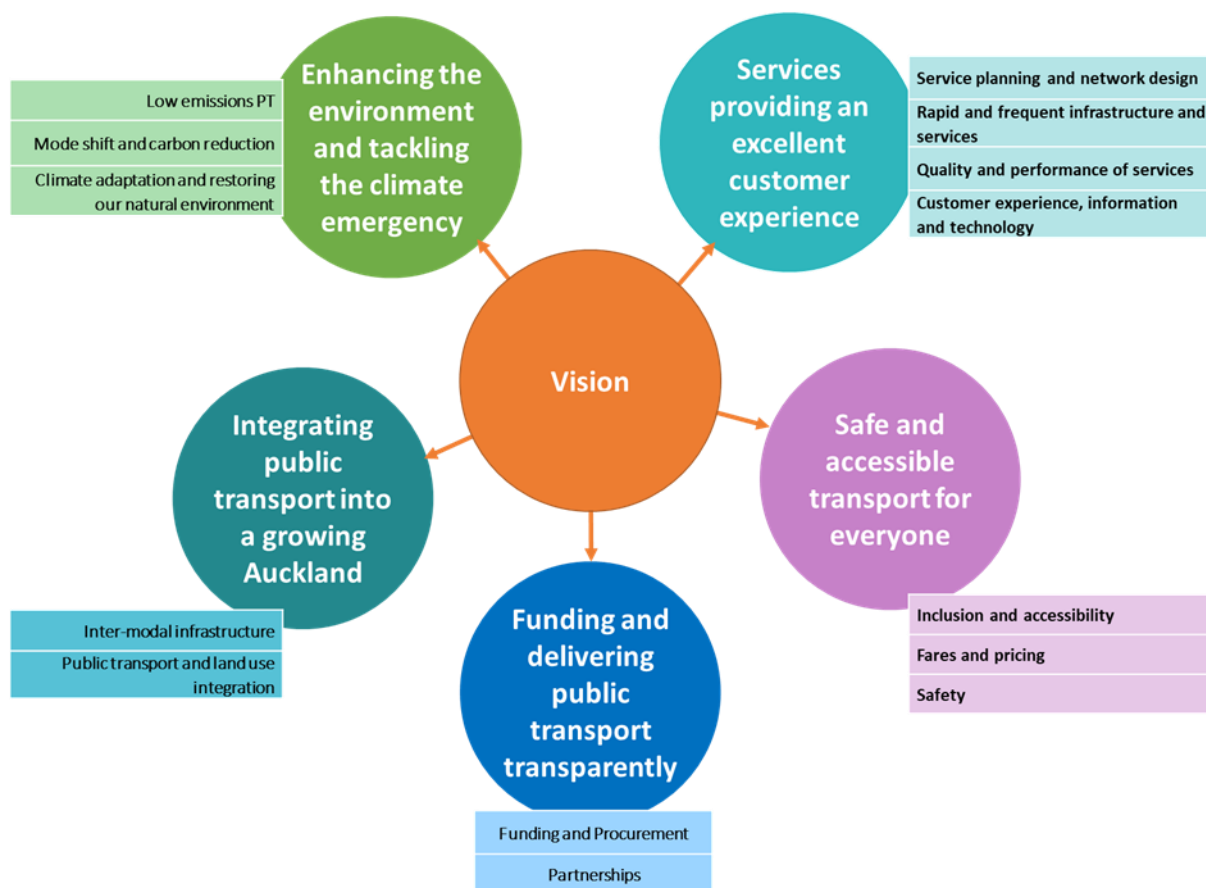 Enhancing the
environment
and tackling
the climate
emergency
Low emissions PT
Mode shift and carbon reduction
Climate adaptation and restoring
our natural environment
Services
providing an
excellent
customer
experience
Service planning and network design
Rapid and frequent infrastructure and
services
Quality and performance of services
Customer experience, information
and technology
Vision
Integrating
public
transport into
a growing
Auckland
Inter-modal infrastructure
Public transport and land use
integration
Safe and
accessible
transport for
everyone
Inclusion and accessibility
Fares and pricing
Safety
Funding and
delivering
public
transport
transparently
Funding and Procurement
Partnerships